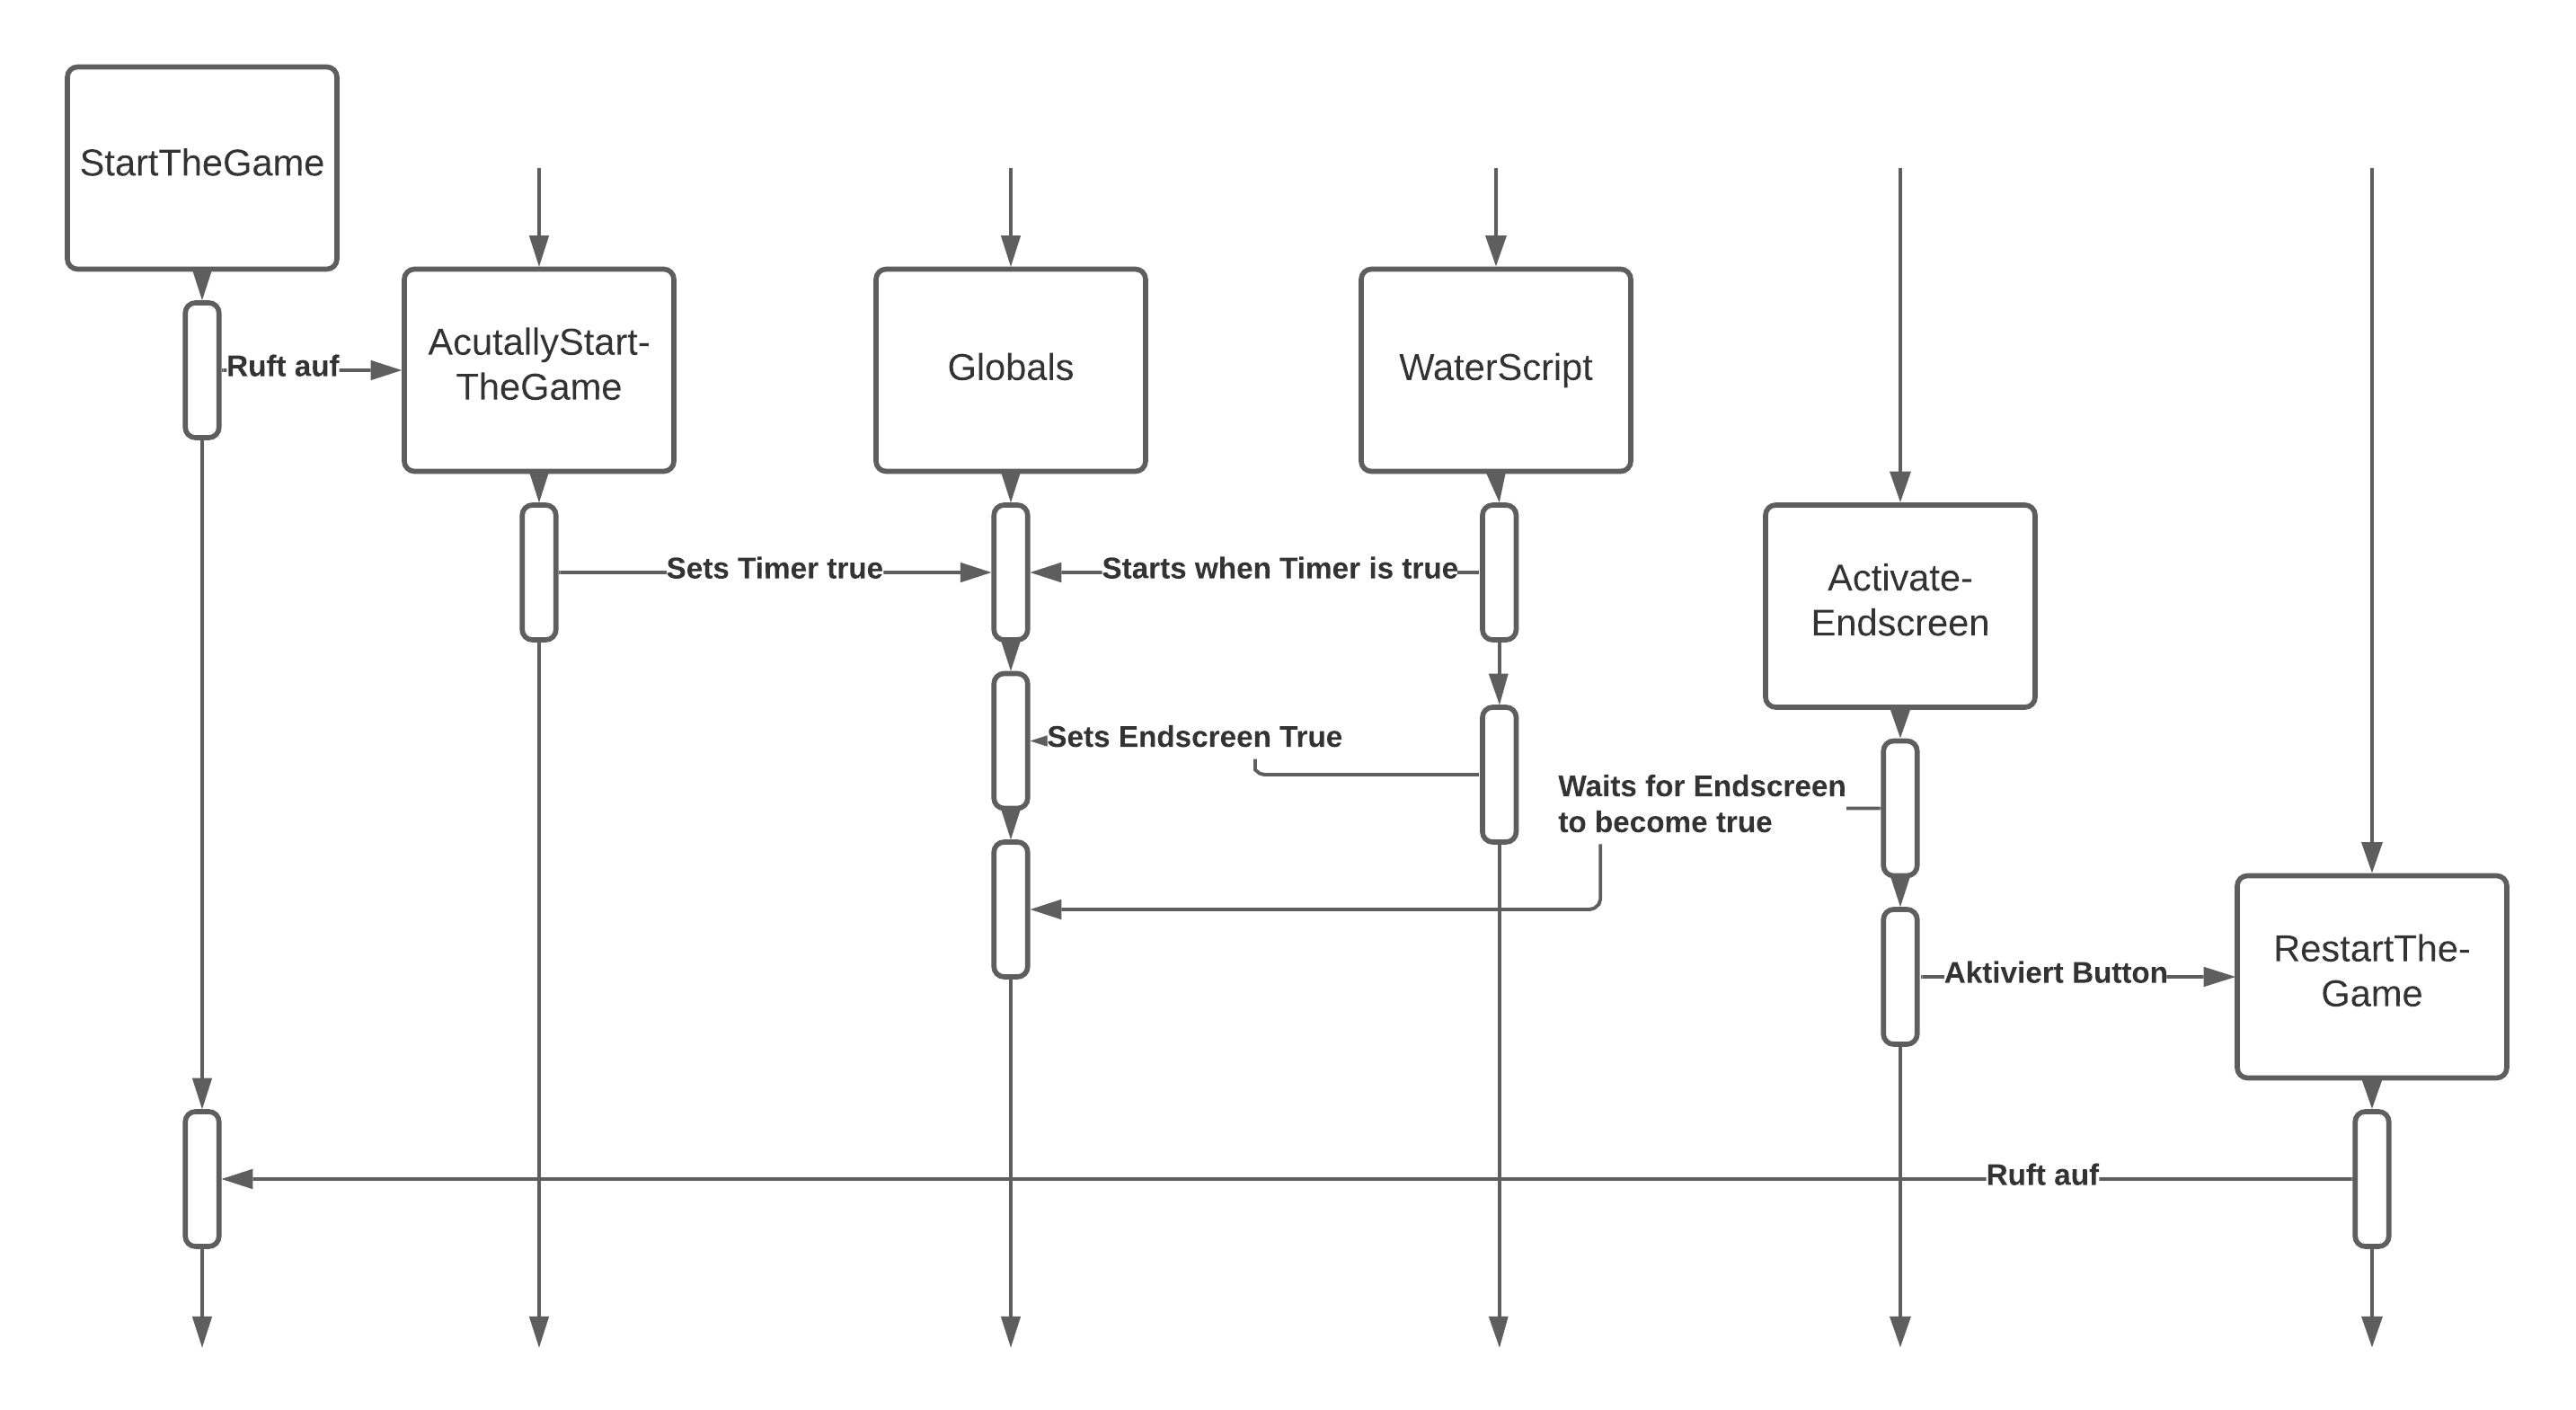 StartTheGame
Ruft auf
AcutallyStart-
TheGame
Globals
WaterScript
Sets Timer true
Starts when Timer is true
Activate-
Endscreen
Sets Endscreen True
Waits for Endscreen
to become true
RestartThe-
Game
Aktiviert Button
Ruft auf